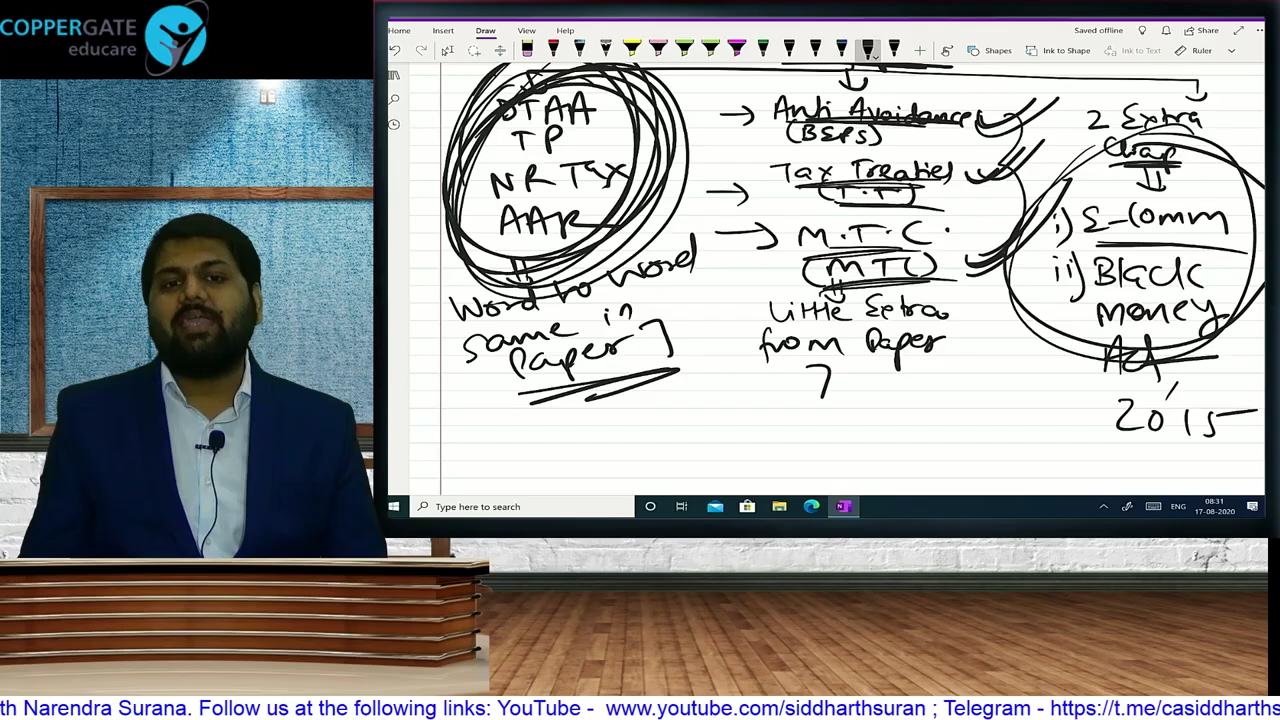 COPPERGATE
educare
Home Insert Draw View Help
Saved offline
Share
Shapes
Ink to Shape
Ink to Text
Ruler
DTAA
TP
NR Tax
AAR
Word to word
same in
Paper
Anti Avoidance
(BEPS)
Tax Treaties
(T.T)
M.T.C.
(MTC)
Little Extra
from Paper
7
2 Extra
Chap
i) E-Comm
ii) Black
money
Act
2015
Type here to search
ENG
08:31
17-08-2020
th Narendra Surana. Follow us at the following links: YouTube - www.youtube.com/siddharthsuran ; Telegram - https://t.me/casiddharths